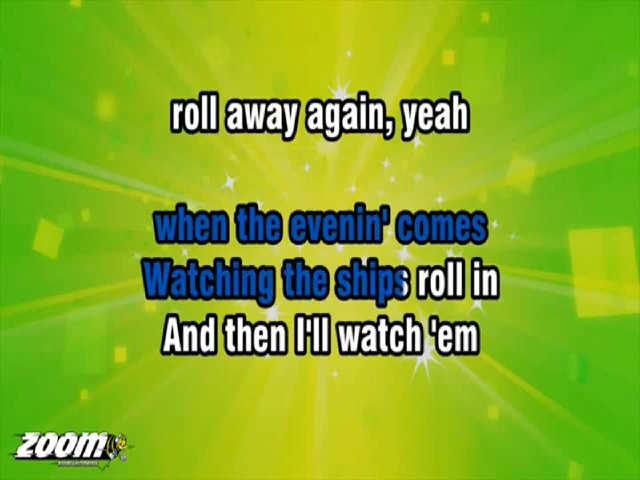 roll away again, yeah
when the evenin' comes
Watching the ships roll in
And then I'll watch 'em
ZOOM